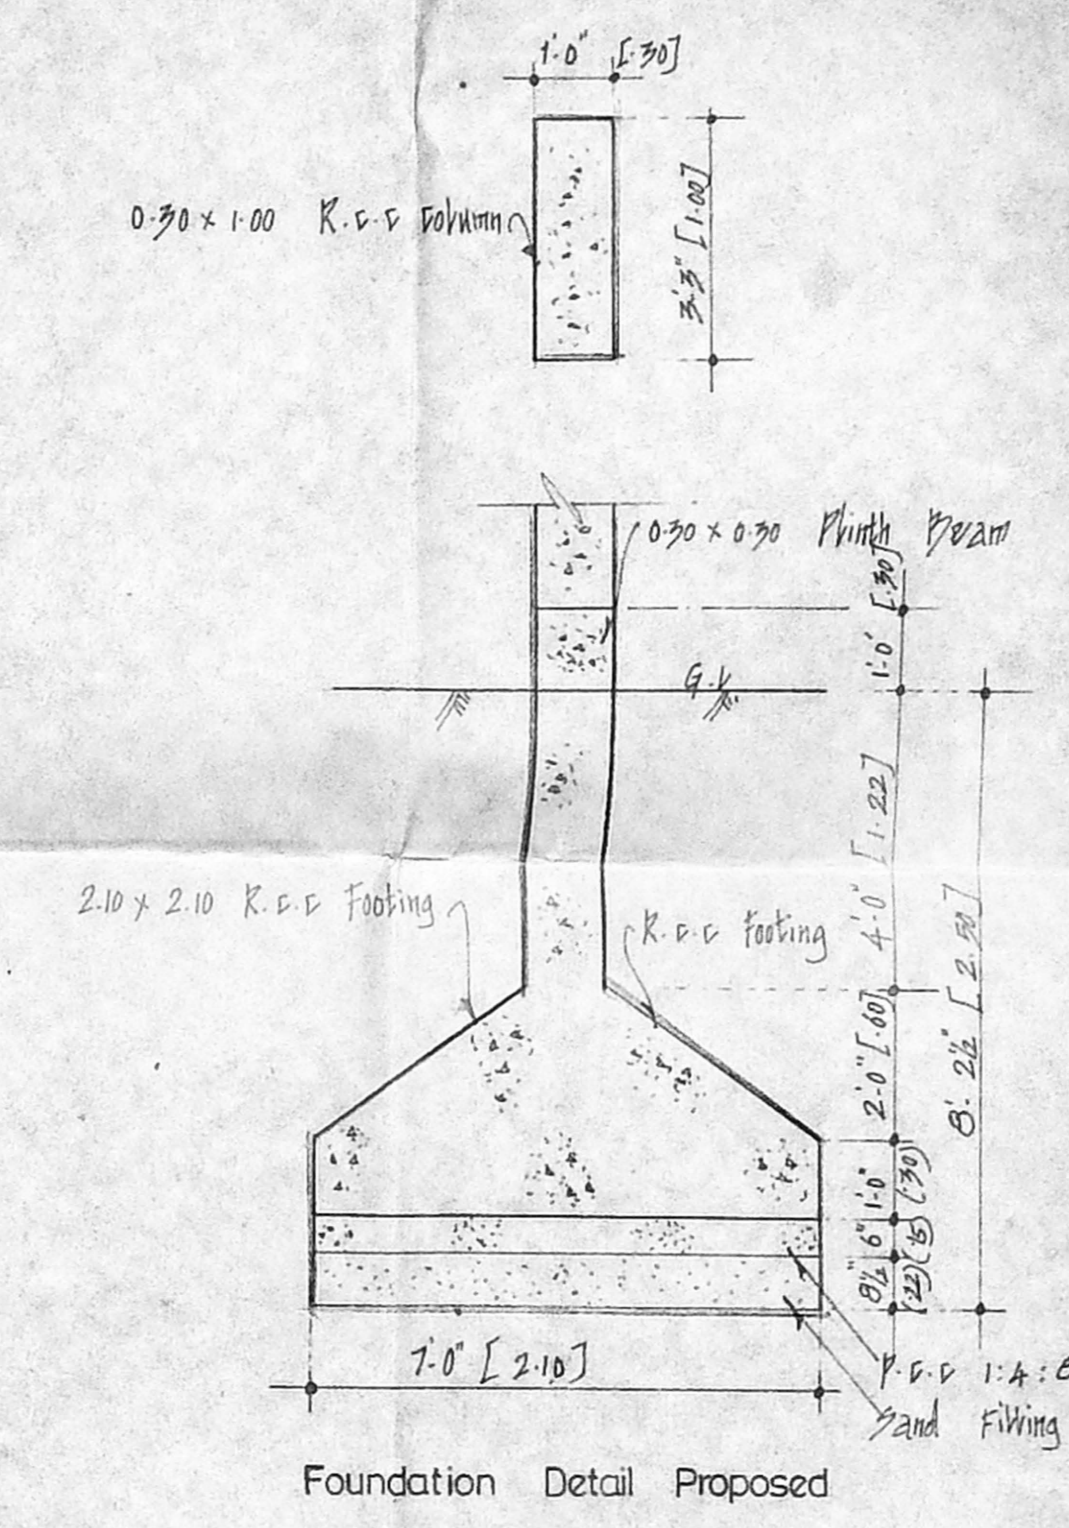 1'-0" [.30]
0.30 x 1.00 R.C.C Column
3'-3" [1.00]
0.30 x 0.30 Plinth Beam
1'-0' [.30]
G.L
4'-0" [1.22]
2.10 x 2.10 R.C.C Footing
R.C.C Footing
8'- 2½" [2.50]
2'-0" [.60]
1'-0" (.30)
6" (.15)
8½" (.22)
7'-0" [2.10]
P.C.C 1:4:8
Sand Filling
Foundation Detail Proposed